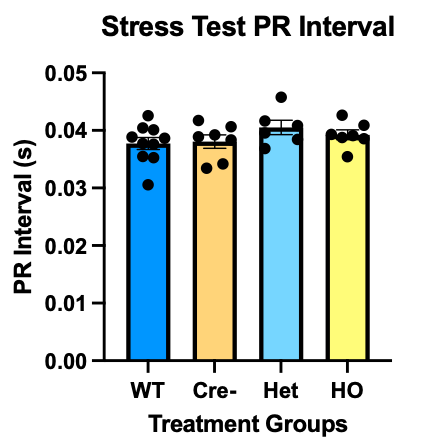 Stress Test PR Interval
PR Interval (s)
0.05
0.04
0.03
0.02
0.01
0.00
WT Cre- Het HO
Treatment Groups